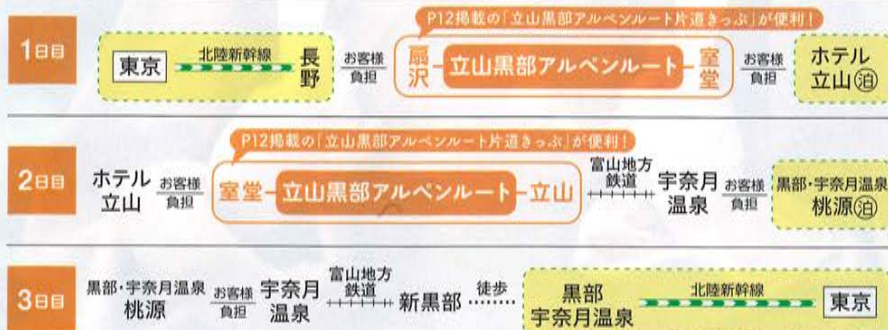 P12掲載の「立山黒部アルペンルート片道きっぷ」が便利!
1日目 東京 北陸新幹線 長野 お客様負担 扇沢 立山黒部アルペンルート 室堂 お客様負担 ホテル立山泊
P12掲載の「立山黒部アルペンルート片道きっぷ」が便利!
2日目 ホテル立山 お客様負担 室堂 立山黒部アルペンルート 立山 富山地方鉄道 宇奈月温泉 お客様負担 黒部・宇奈月温泉桃源泊
3日目 黒部・宇奈月温泉桃源 お客様負担 宇奈月温泉 富山地方鉄道 新黒部 徒歩 黒部宇奈月温泉 北陸新幹線 東京